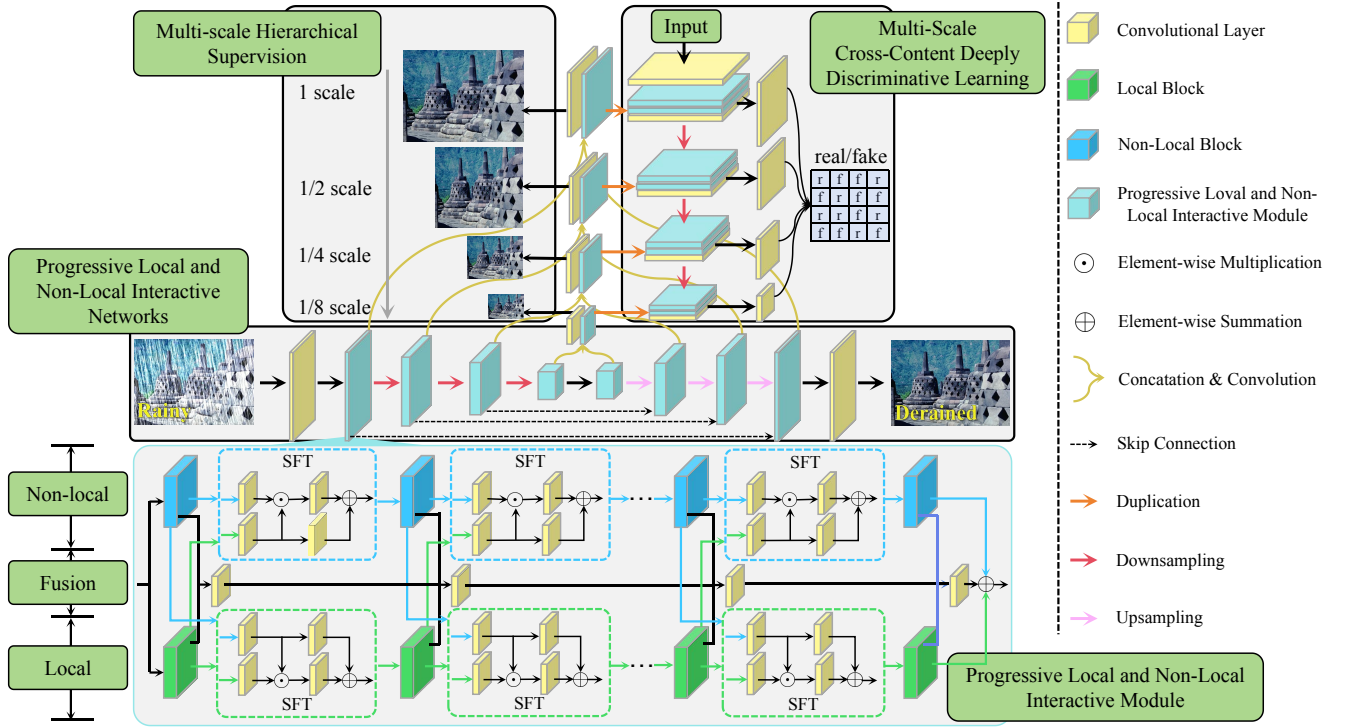 Multi-scale Hierarchical
Supervision
1 scale
1/2 scale
1/4 scale
1/8 scale
Input
Multi-Scale
Cross-Content Deeply
Discriminative Learning
real/fake
r f f r
f r r f
r f r r
f f r f
Progressive Local and
Non-Local Interactive
Networks
Rainy
Derained
Non-local
Fusion
Local
SFT
SFT
SFT
...
...
SFT
SFT
SFT
Progressive Local and Non-Local
Interactive Module
Convolutional Layer
Local Block
Non-Local Block
Progressive Loval and Non-
Local Interactive Module
Element-wise Multiplication
Element-wise Summation
Concatation & Convolution
Skip Connection
Duplication
Downsampling
Upsampling